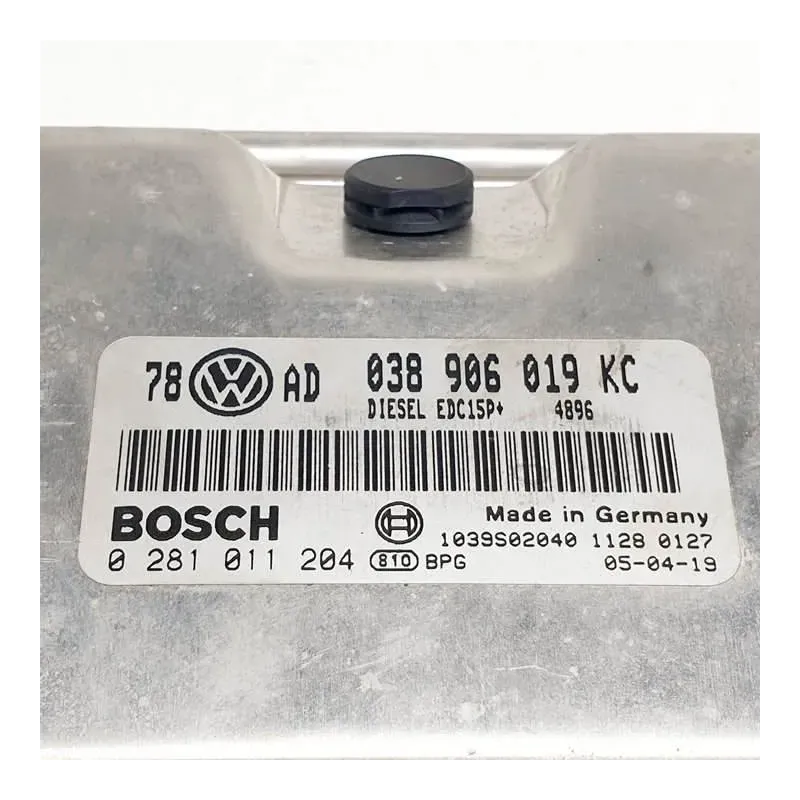 78 VW AD 038 906 019 KC
DIESEL EDC15P+ 4896
BOSCH Made in Germany
1039S02040 1128 0127
0 281 011 204 810 BPG 05-04-19